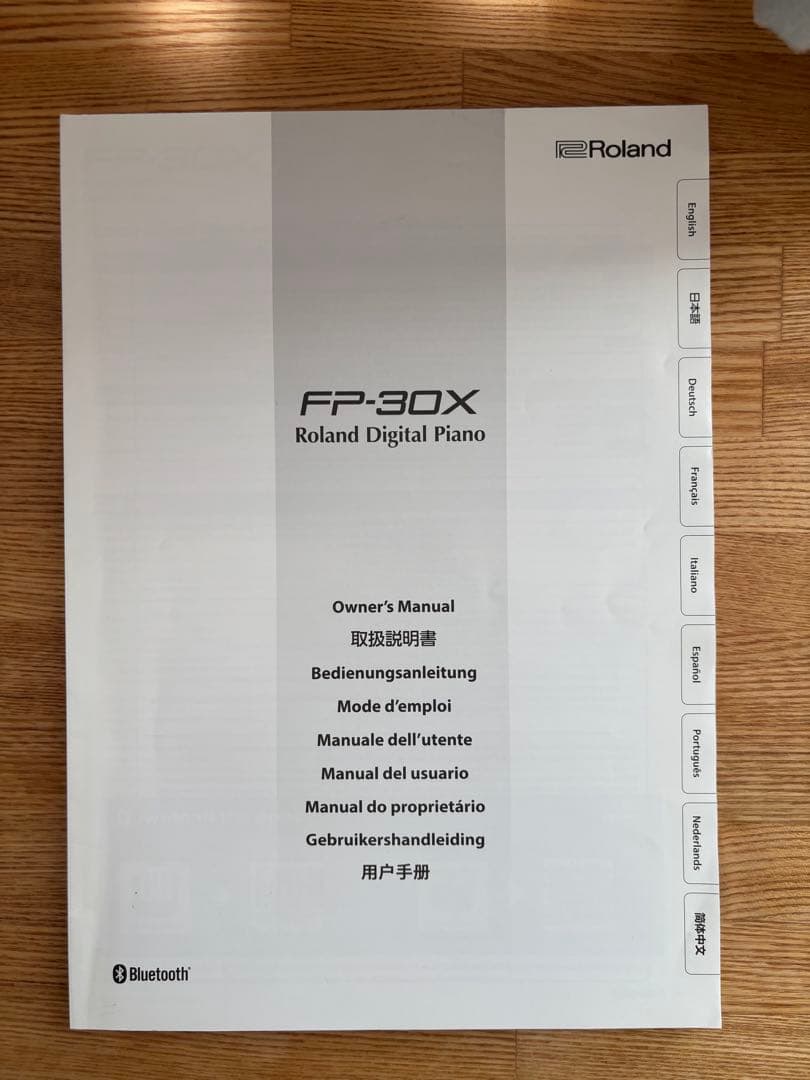 Roland
English
日本語
Deutsch
Français
Italiano
Español
Português
Nederlands
简体中文
FP-30X
Roland Digital Piano
Owner's Manual
取扱説明書
Bedienungsanleitung
Mode d'emploi
Manuale dell'utente
Manual del usuario
Manual do proprietário
Gebruikershandleiding
用户手册
Bluetooth®